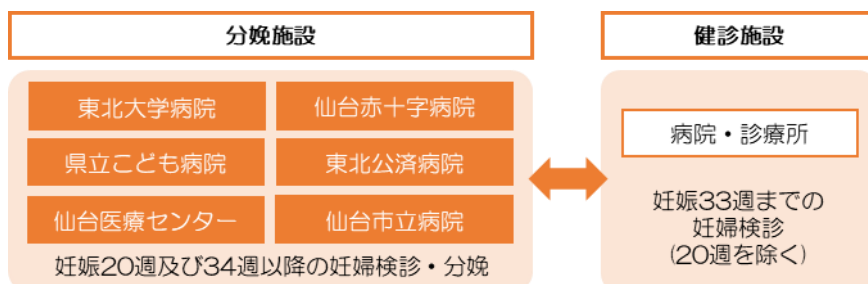 分娩施設
健診施設
東北大学病院
仙台赤十字病院
県立こども病院
東北公済病院
仙台医療センター
仙台市立病院
妊娠20週及び34週以降の妊婦検診・分娩
病院・診療所
妊娠33週までの
妊婦検診
(20週を除く)